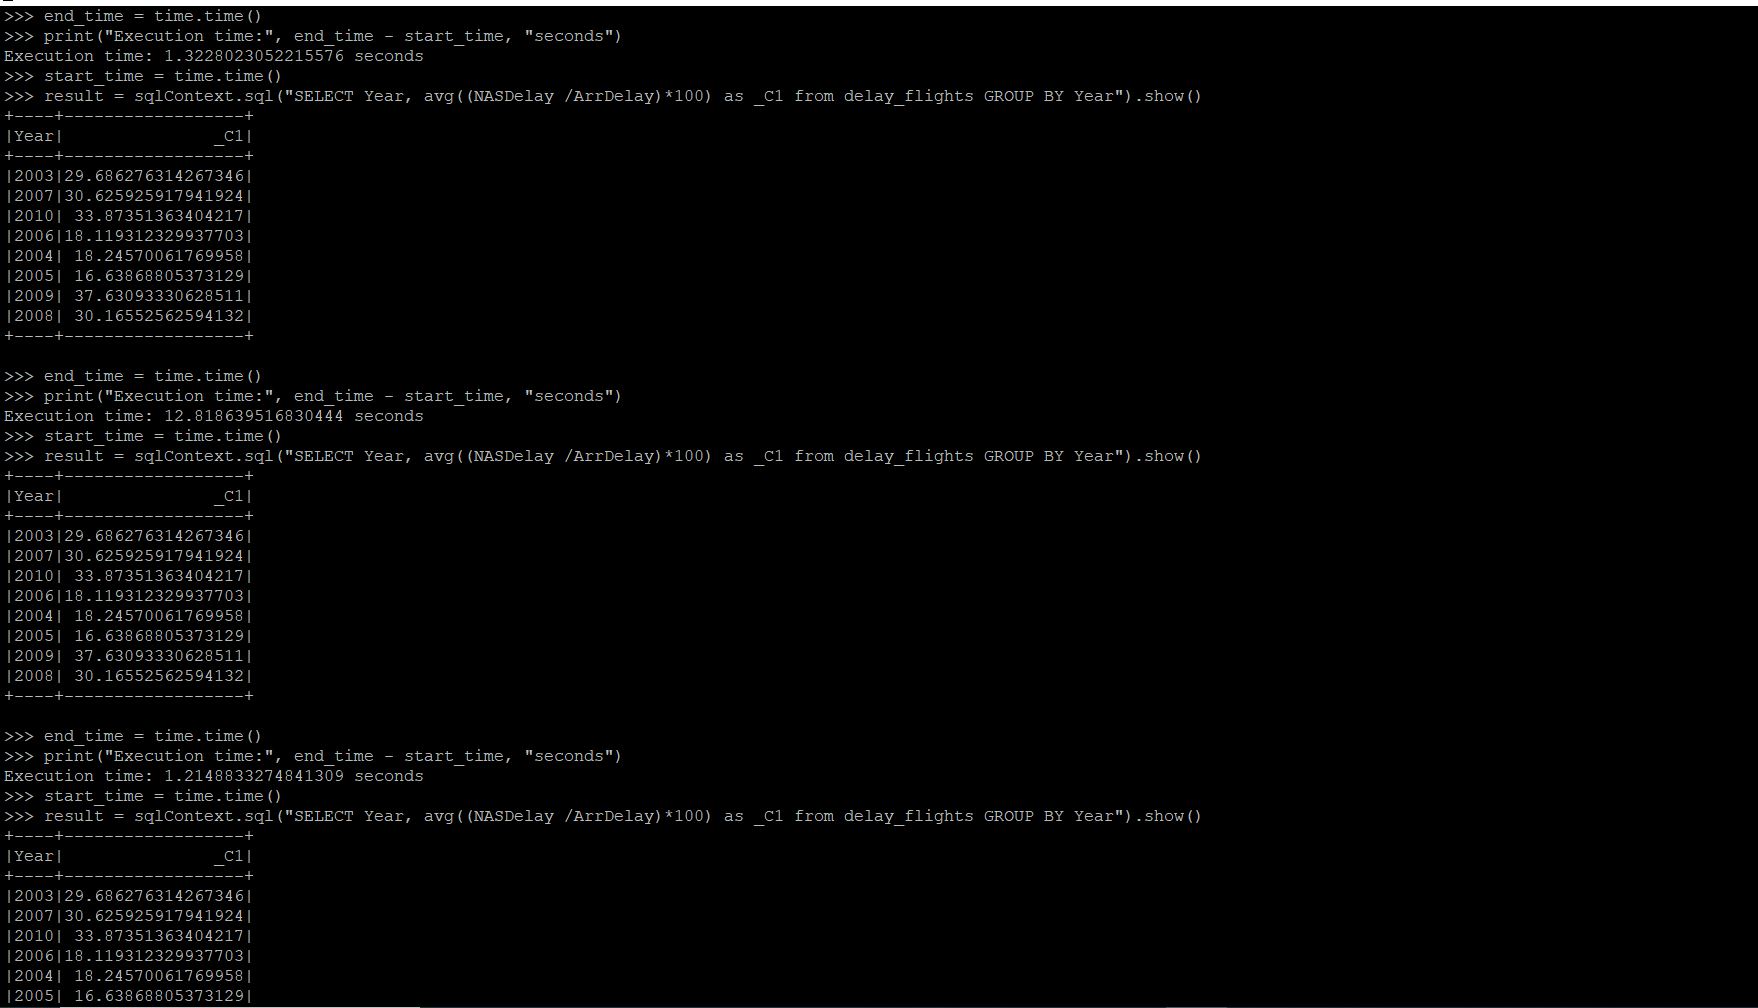 >>> end_time = time.time()
>>> print("Execution time:", end_time - start_time, "seconds")
Execution time: 1.3228023052215576 seconds
>>> start_time = time.time()
>>> result = sqlContext.sql("SELECT Year, avg((NASDelay /ArrDelay)*100) as _C1 from delay_flights GROUP BY Year").show()
+----+------------------+
|Year|               _C1|
+----+------------------+
|2003|29.686276314267346|
|2007|30.625925917941924|
|2010| 33.87351363404217|
|2006|18.119312329937703|
|2004| 18.24570061769958|
|2005| 16.63868805373129|
|2009| 37.63093330628511|
|2008| 30.16552562594132|
+----+------------------+
>>> end_time = time.time()
>>> print("Execution time:", end_time - start_time, "seconds")
Execution time: 12.818639516830444 seconds
>>> start_time = time.time()
>>> result = sqlContext.sql("SELECT Year, avg((NASDelay /ArrDelay)*100) as _C1 from delay_flights GROUP BY Year").show()
+----+------------------+
|Year|               _C1|
+----+------------------+
|2003|29.686276314267346|
|2007|30.625925917941924|
|2010| 33.87351363404217|
|2006|18.119312329937703|
|2004| 18.24570061769958|
|2005| 16.63868805373129|
|2009| 37.63093330628511|
|2008| 30.16552562594132|
+----+------------------+
>>> end_time = time.time()
>>> print("Execution time:", end_time - start_time, "seconds")
Execution time: 1.2148833274841309 seconds
>>> start_time = time.time()
>>> result = sqlContext.sql("SELECT Year, avg((NASDelay /ArrDelay)*100) as _C1 from delay_flights GROUP BY Year").show()
+----+------------------+
|Year|               _C1|
+----+------------------+
|2003|29.686276314267346|
|2007|30.625925917941924|
|2010| 33.87351363404217|
|2006|18.119312329937703|
|2004| 18.24570061769958|
|2005| 16.63868805373129|